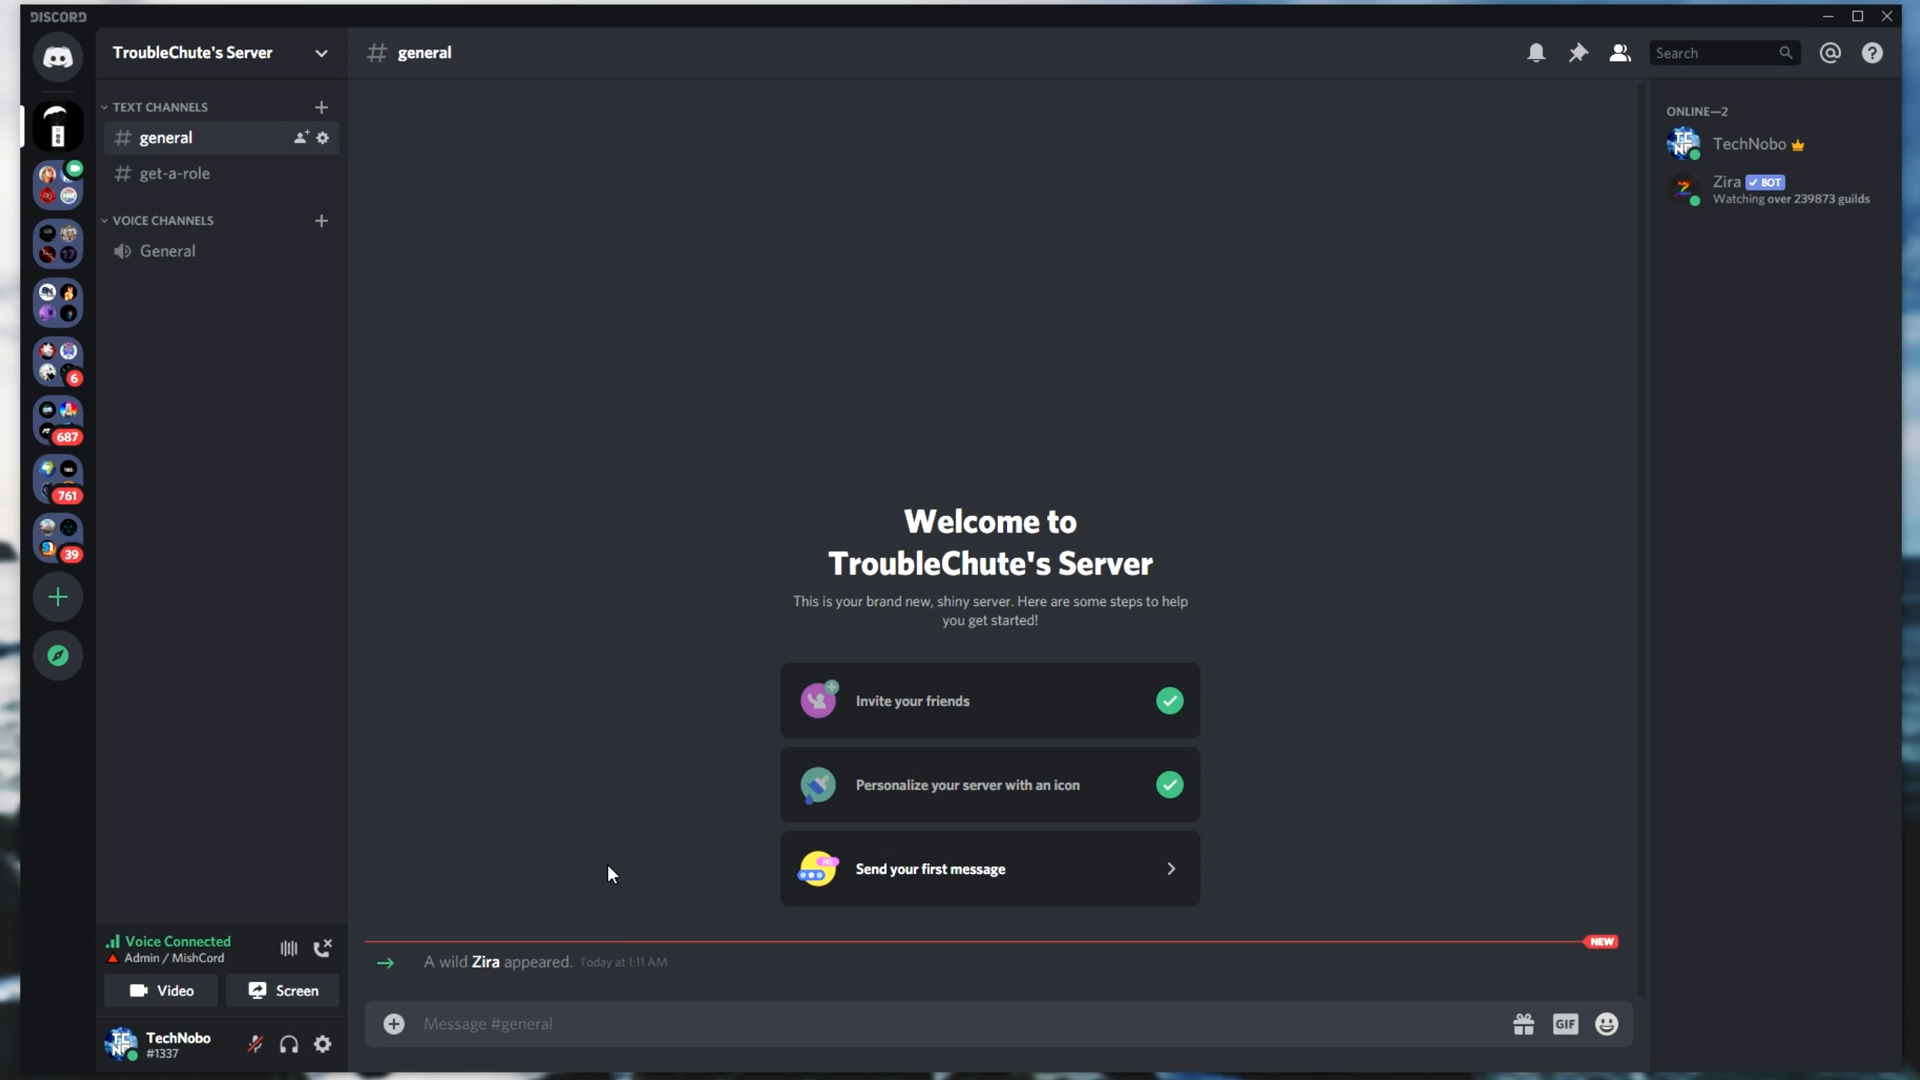 DISCORD
TroubleChute's Server
general
Search
TEXT CHANNELS
general
get-a-role
VOICE CHANNELS
General
6
687
761
39
Welcome to
TroubleChute's Server
This is your brand new, shiny server. Here are some steps to help
you get started!
Invite your friends
Personalize your server with an icon
Send your first message
NEW
A wild Zira appeared. Today at 1:11 AM
Message #general
GIF
Voice Connected
Admin / MishCord
Video
Screen
TechNobo
#1337
ONLINE—2
TechNobo
Zira ✓ BOT
Watching over 239873 guilds